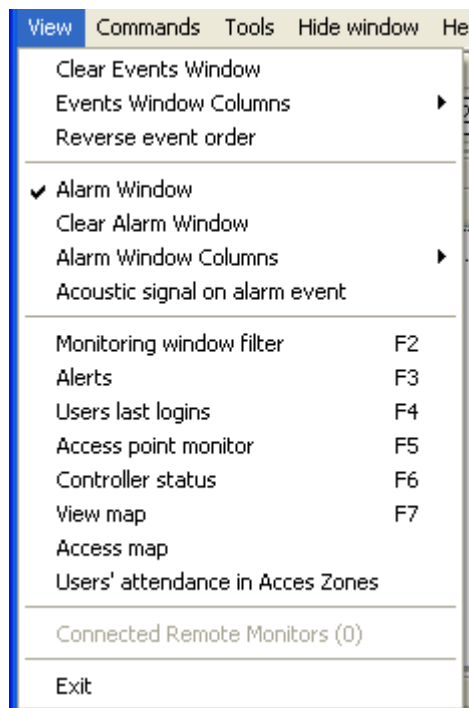 View Commands Tools Hide window He
Clear Events Window
Events Window Columns
Reverse event order
Alarm Window
Clear Alarm Window
Alarm Window Columns
Acoustic signal on alarm event
Monitoring window filter F2
Alerts F3
Users last logins F4
Access point monitor F5
Controller status F6
View map F7
Access map
Users' attendance in Acces Zones
Connected Remote Monitors (0)
Exit